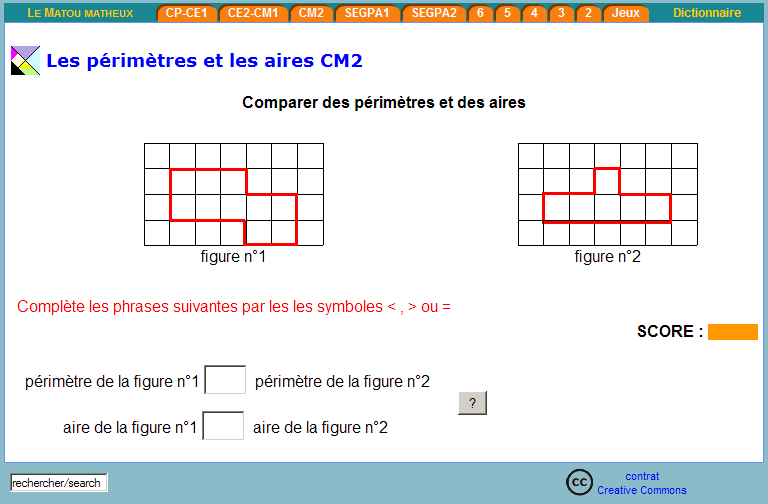 LE MATOU MATHEUX CP-CE1 CE2-CM1 CM2 SEGPA1 SEGPA2 6 5 4 3 2 Jeux Dictionnaire
Les périmètres et les aires CM2
Comparer des périmètres et des aires
figure n°1 figure n°2
Complète les phrases suivantes par les les symboles < , > ou =
SCORE :
périmètre de la figure n°1 périmètre de la figure n°2
?
aire de la figure n°1 aire de la figure n°2
rechercher/search cc contrat
Creative Commons